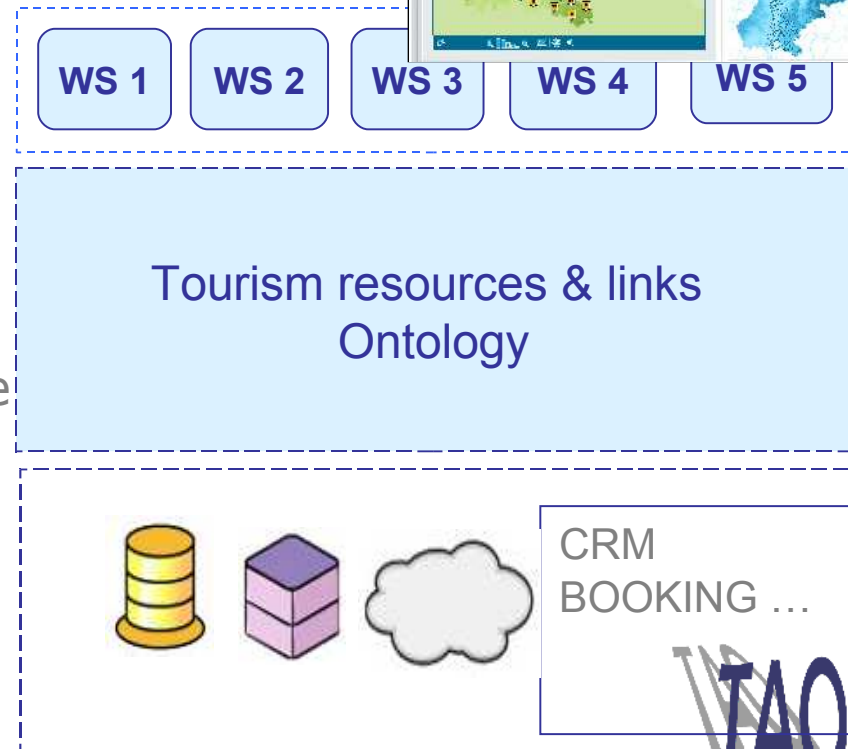 WS 1
WS 2
WS 3
WS 4
WS 5
Tourism resources & links
Ontology
e
CRM
BOOKING …
TAO